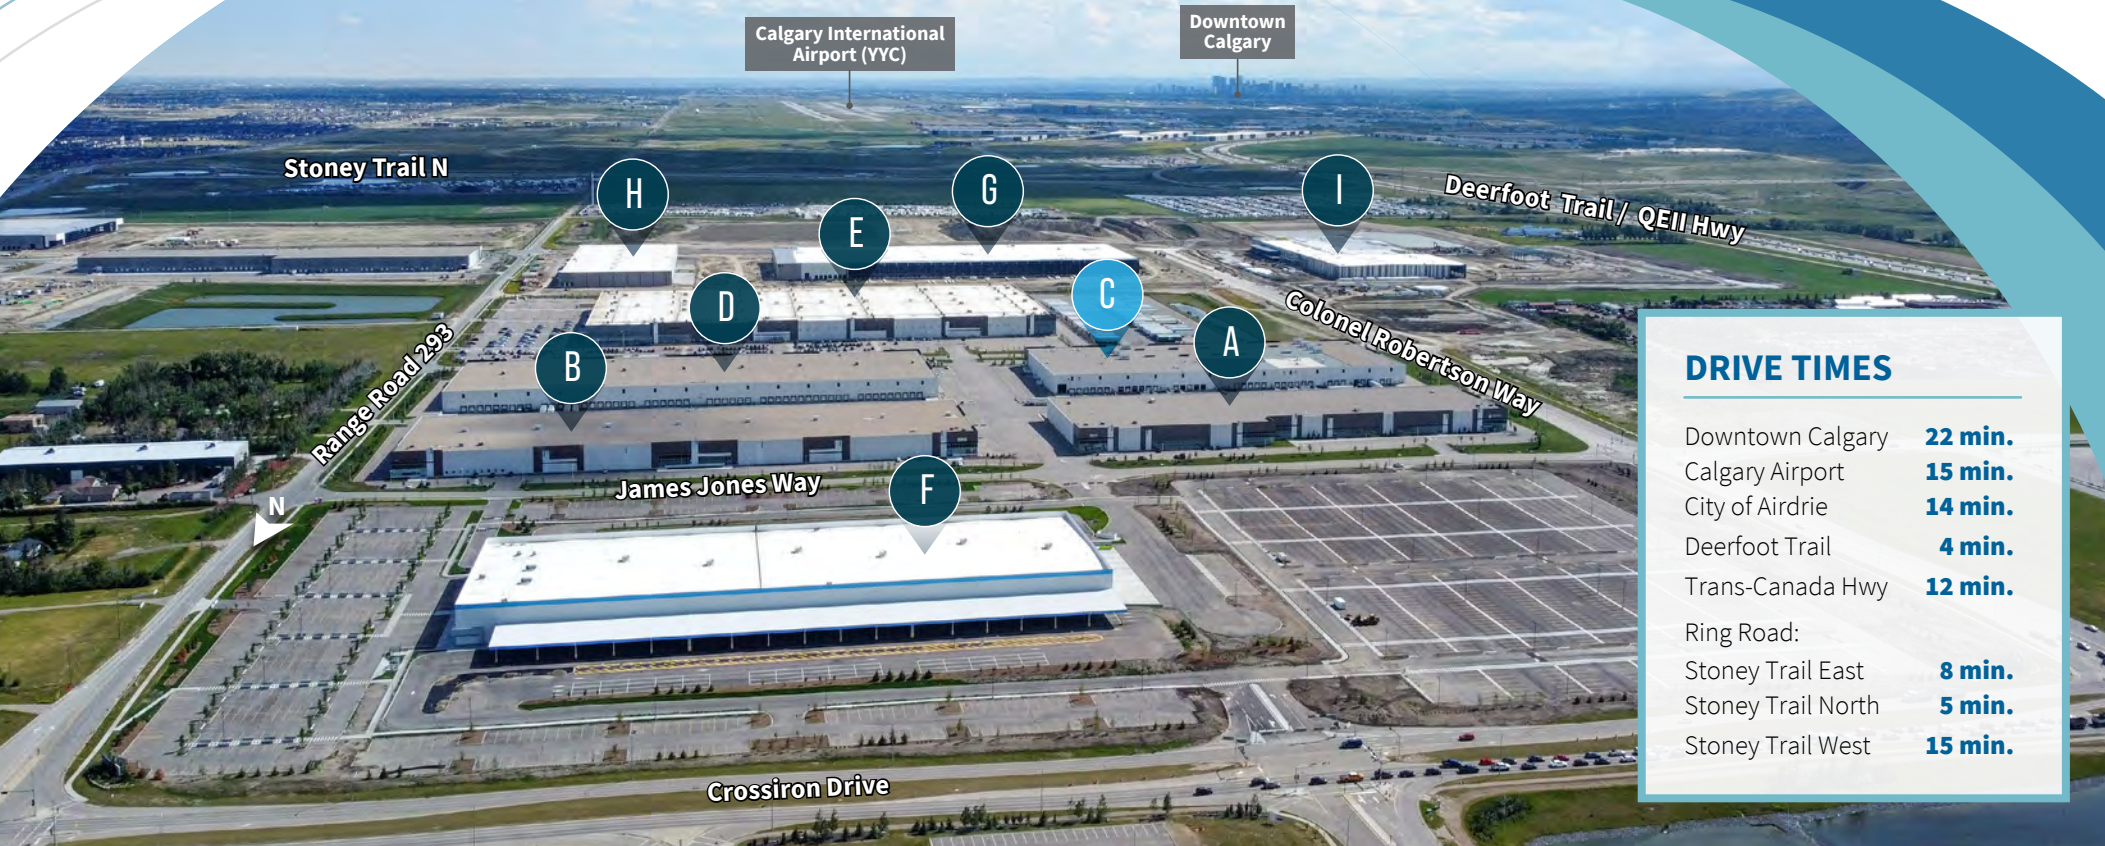 Calgary International
Airport (YYC)
Downtown
Calgary
Stoney Trail N
H
G
I
Deerfoot Trail / QEII Hwy
E
D
C
A
B
Colonel Robertson Way
Range Road 293
James Jones Way
F
N
Crossiron Drive
DRIVE TIMES
Downtown Calgary 22 min.
Calgary Airport 15 min.
City of Airdrie 14 min.
Deerfoot Trail 4 min.
Trans-Canada Hwy 12 min.
Ring Road:
Stoney Trail East 8 min.
Stoney Trail North 5 min.
Stoney Trail West 15 min.